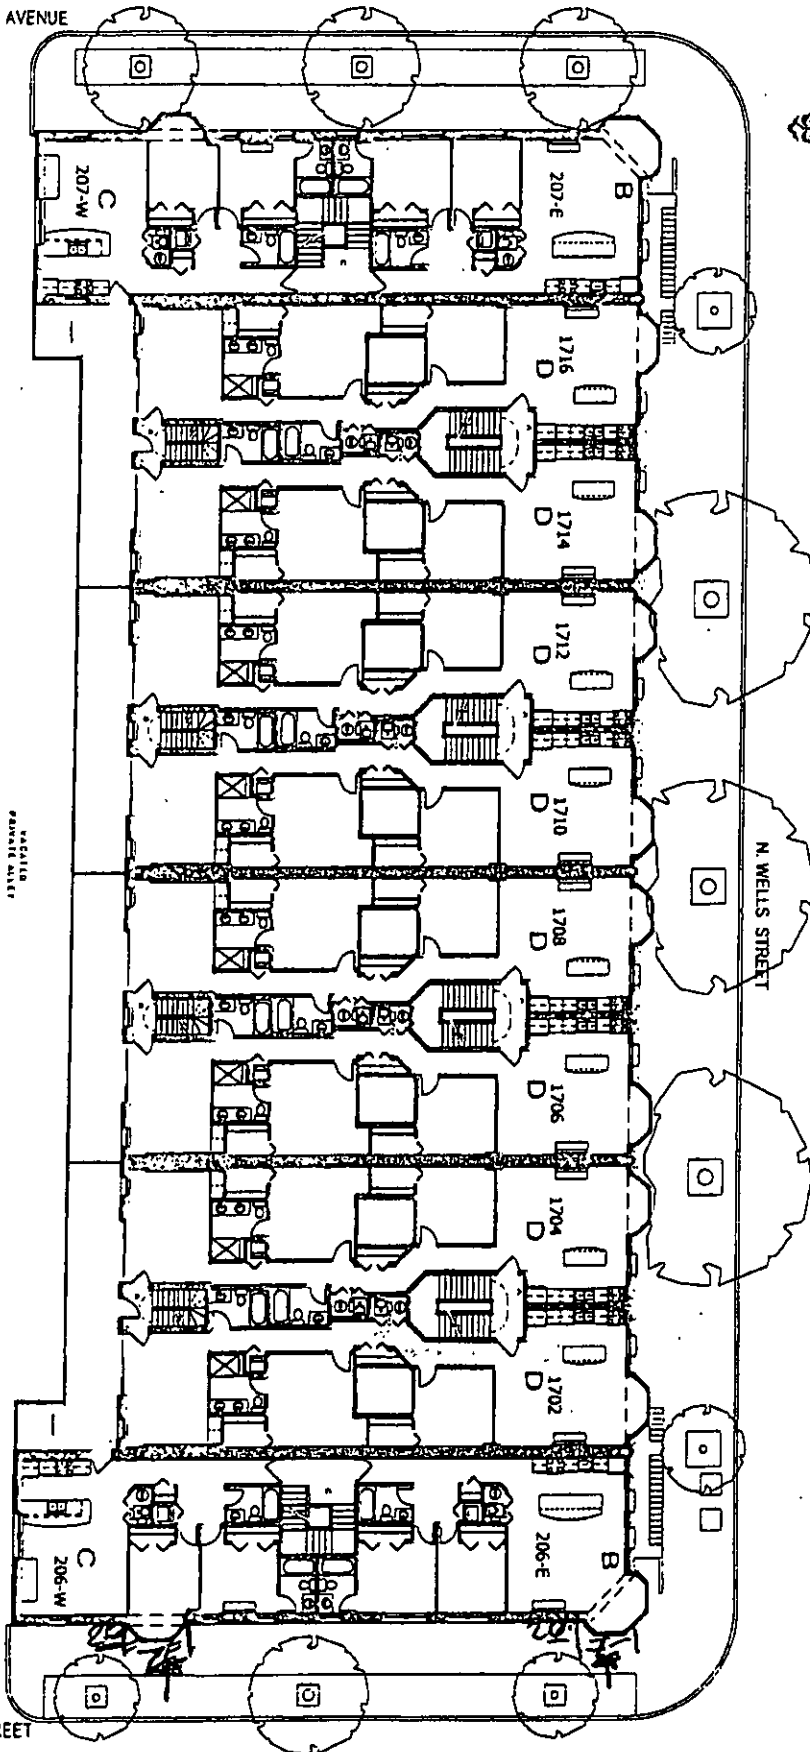 AVENUE
C
207-W
207-E
B
1716
D
1714
D
1712
D
1710
D
1708
D
1706
D
1704
D
1702
D
N. WELLS STREET
VACATED
PRIVATE ALLEY
C
206-W
206-E
B
REET